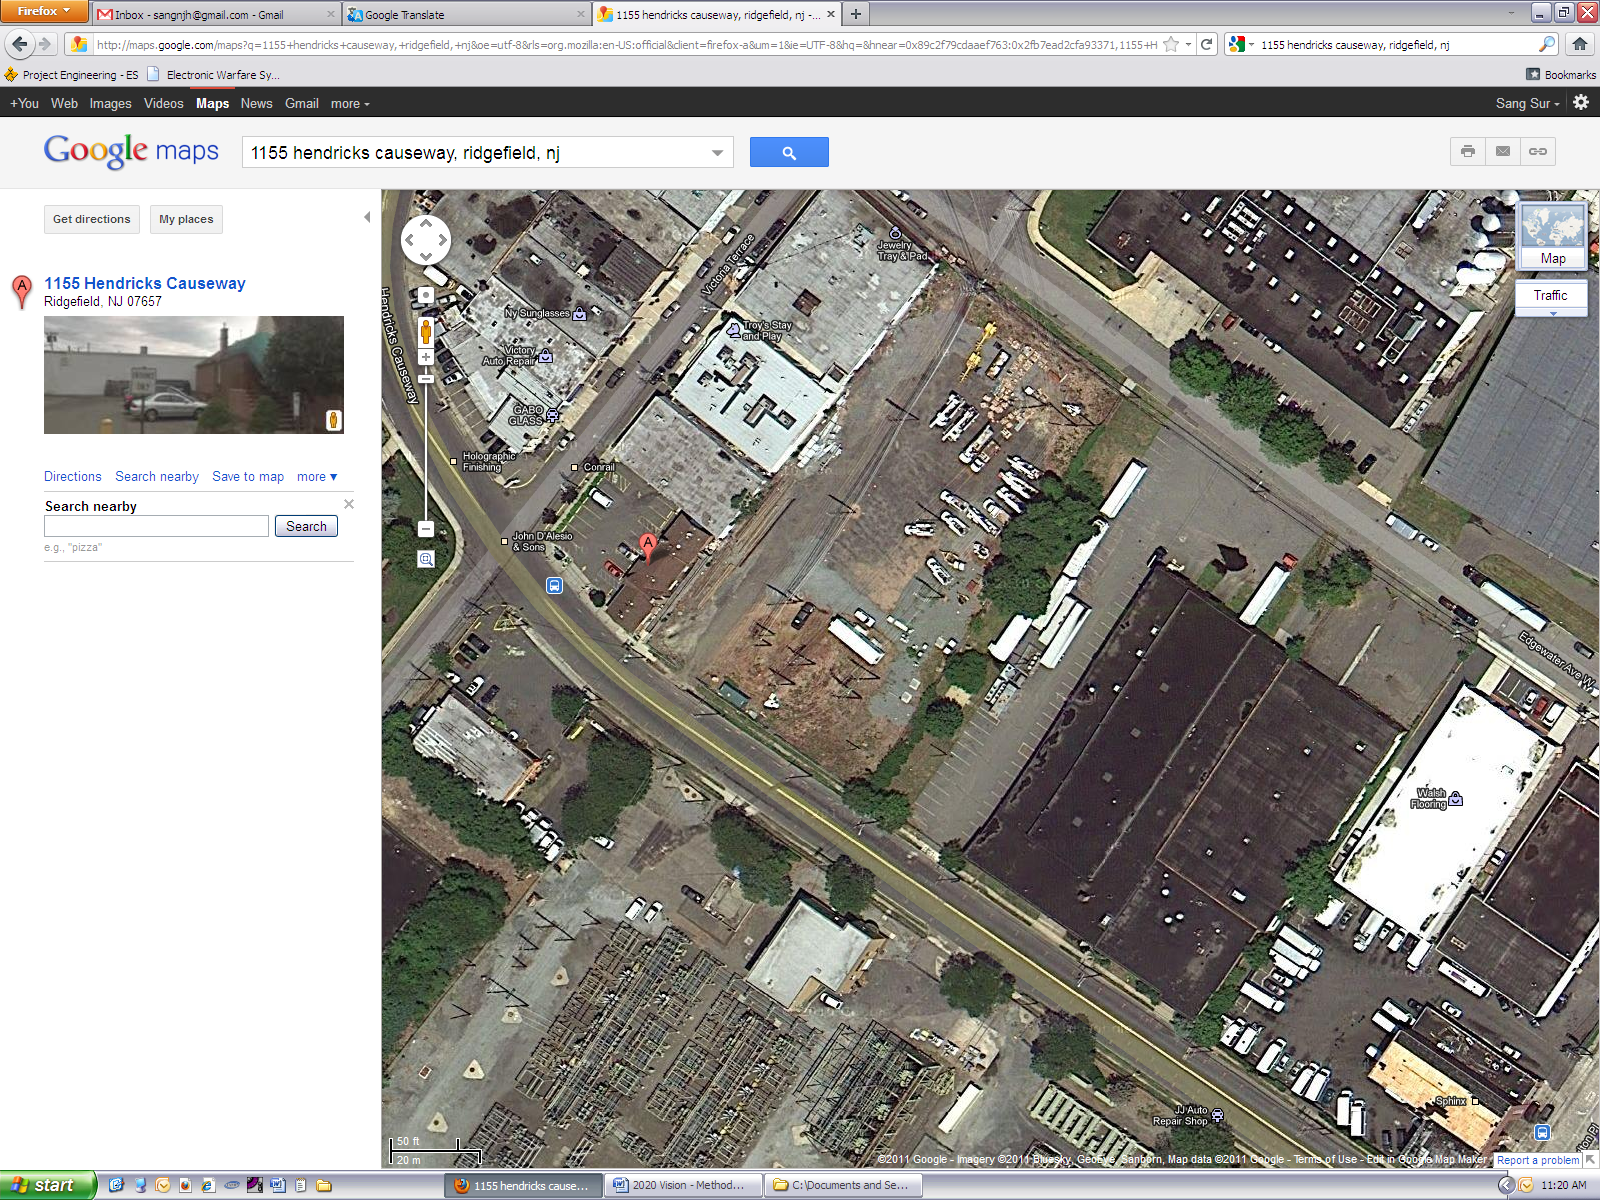 Firefox
Inbox - sangnjh@gmail.com - Gmail
Google Translate
1155 hendricks causeway, ridgefield, nj - ...
http://maps.google.com/maps?q=1155+hendricks+causeway,+ridgefield,+nj&oe=utf-8&rls=org.mozilla:en-US:official&client=firefox-a&um=1&ie=UTF-8&hq=&hnear=0x89c2f79cdaaef763:0x2fb7ead2cfa93371,1155+H
1155 hendricks causeway, ridgefield, nj
Project Engineering - ES
Electronic Warfare Sy...
Bookmarks
+You Web Images Videos Maps News Gmail more
Sang Sur
Google maps
1155 hendricks causeway, ridgefield, nj
Get directions
My places
A
1155 Hendricks Causeway
Ridgefield, NJ 07657
Directions Search nearby Save to map more
Search nearby
Search
e.g., "pizza"
Map
Traffic
Jewelry
Tray & Pad
Victoria Terrace
Hendricks Causeway
Ny Sunglasses
Troy's Stay
and Play
Victory
Auto Repair
GABO
GLASS
Holographic
Finishing
Conrail
John D'Alesio
& Sons
A
Edgewater Ave W
Walsh
Flooring
Sphinx
JJ Auto
Repair Shop
50 ft
20 m
©2011 Google - Imagery ©2011 Bluesky, GeoEye, Sanborn, Map data ©2011 Google - Terms of Use - Edit in Google Map Maker
Report a problem
start
1155 hendricks cause...
2020 Vision - Method...
C:\Documents and Se...
11:20 AM